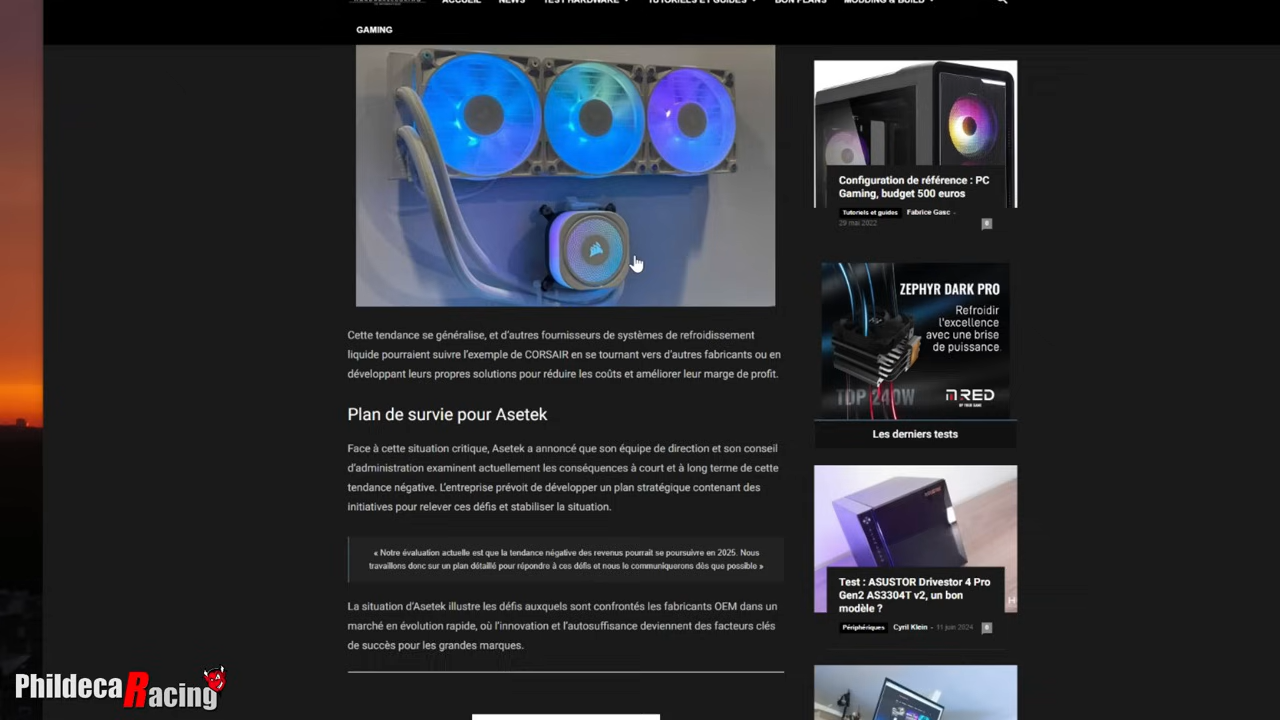 ACCUEIL NEWS TEST HARDWARE TUTORIELS ET GUIDES BON PLANS MODDING & BUILD
GAMING
Cette tendance se généralise, et d'autres fournisseurs de systèmes de refroidissement
liquide pourraient suivre l'exemple de CORSAIR en se tournant vers d'autres fabricants ou en
développant leurs propres solutions pour réduire les coûts et améliorer leur marge de profit.
Plan de survie pour Asetek
Face à cette situation critique, Asetek a annoncé que son équipe de direction et son conseil
d'administration examinent actuellement les conséquences à court et à long terme de cette
tendance négative. L'entreprise prévoit de développer un plan stratégique contenant des
initiatives pour relever ces défis et stabiliser la situation.
« Notre évaluation actuelle est que la tendance négative des revenus pourrait se poursuivre en 2025. Nous
travaillons donc sur un plan détaillé pour répondre à ces défis et nous le communiquerons dès que possible »
La situation d'Asetek illustre les défis auxquels sont confrontés les fabricants OEM dans un
marché en évolution rapide, où l'innovation et l'autosuffisance deviennent des facteurs clés
de succès pour les grandes marques.
Configuration de référence : PC
Gaming, budget 500 euros
Tutoriels et guides Fabrice Gasc -
29 mai 2022
0
ZEPHYR DARK PRO
Refroidir
l'excellence
avec une brise
de puissance.
TDP 240W
MRED
Les derniers tests
Test : ASUSTOR Drivestor 4 Pro
Gen2 AS3304T v2, un bon
modèle ?
Périphériques Cyril Klein - 11 juin 2024 0
Phildeca Racing